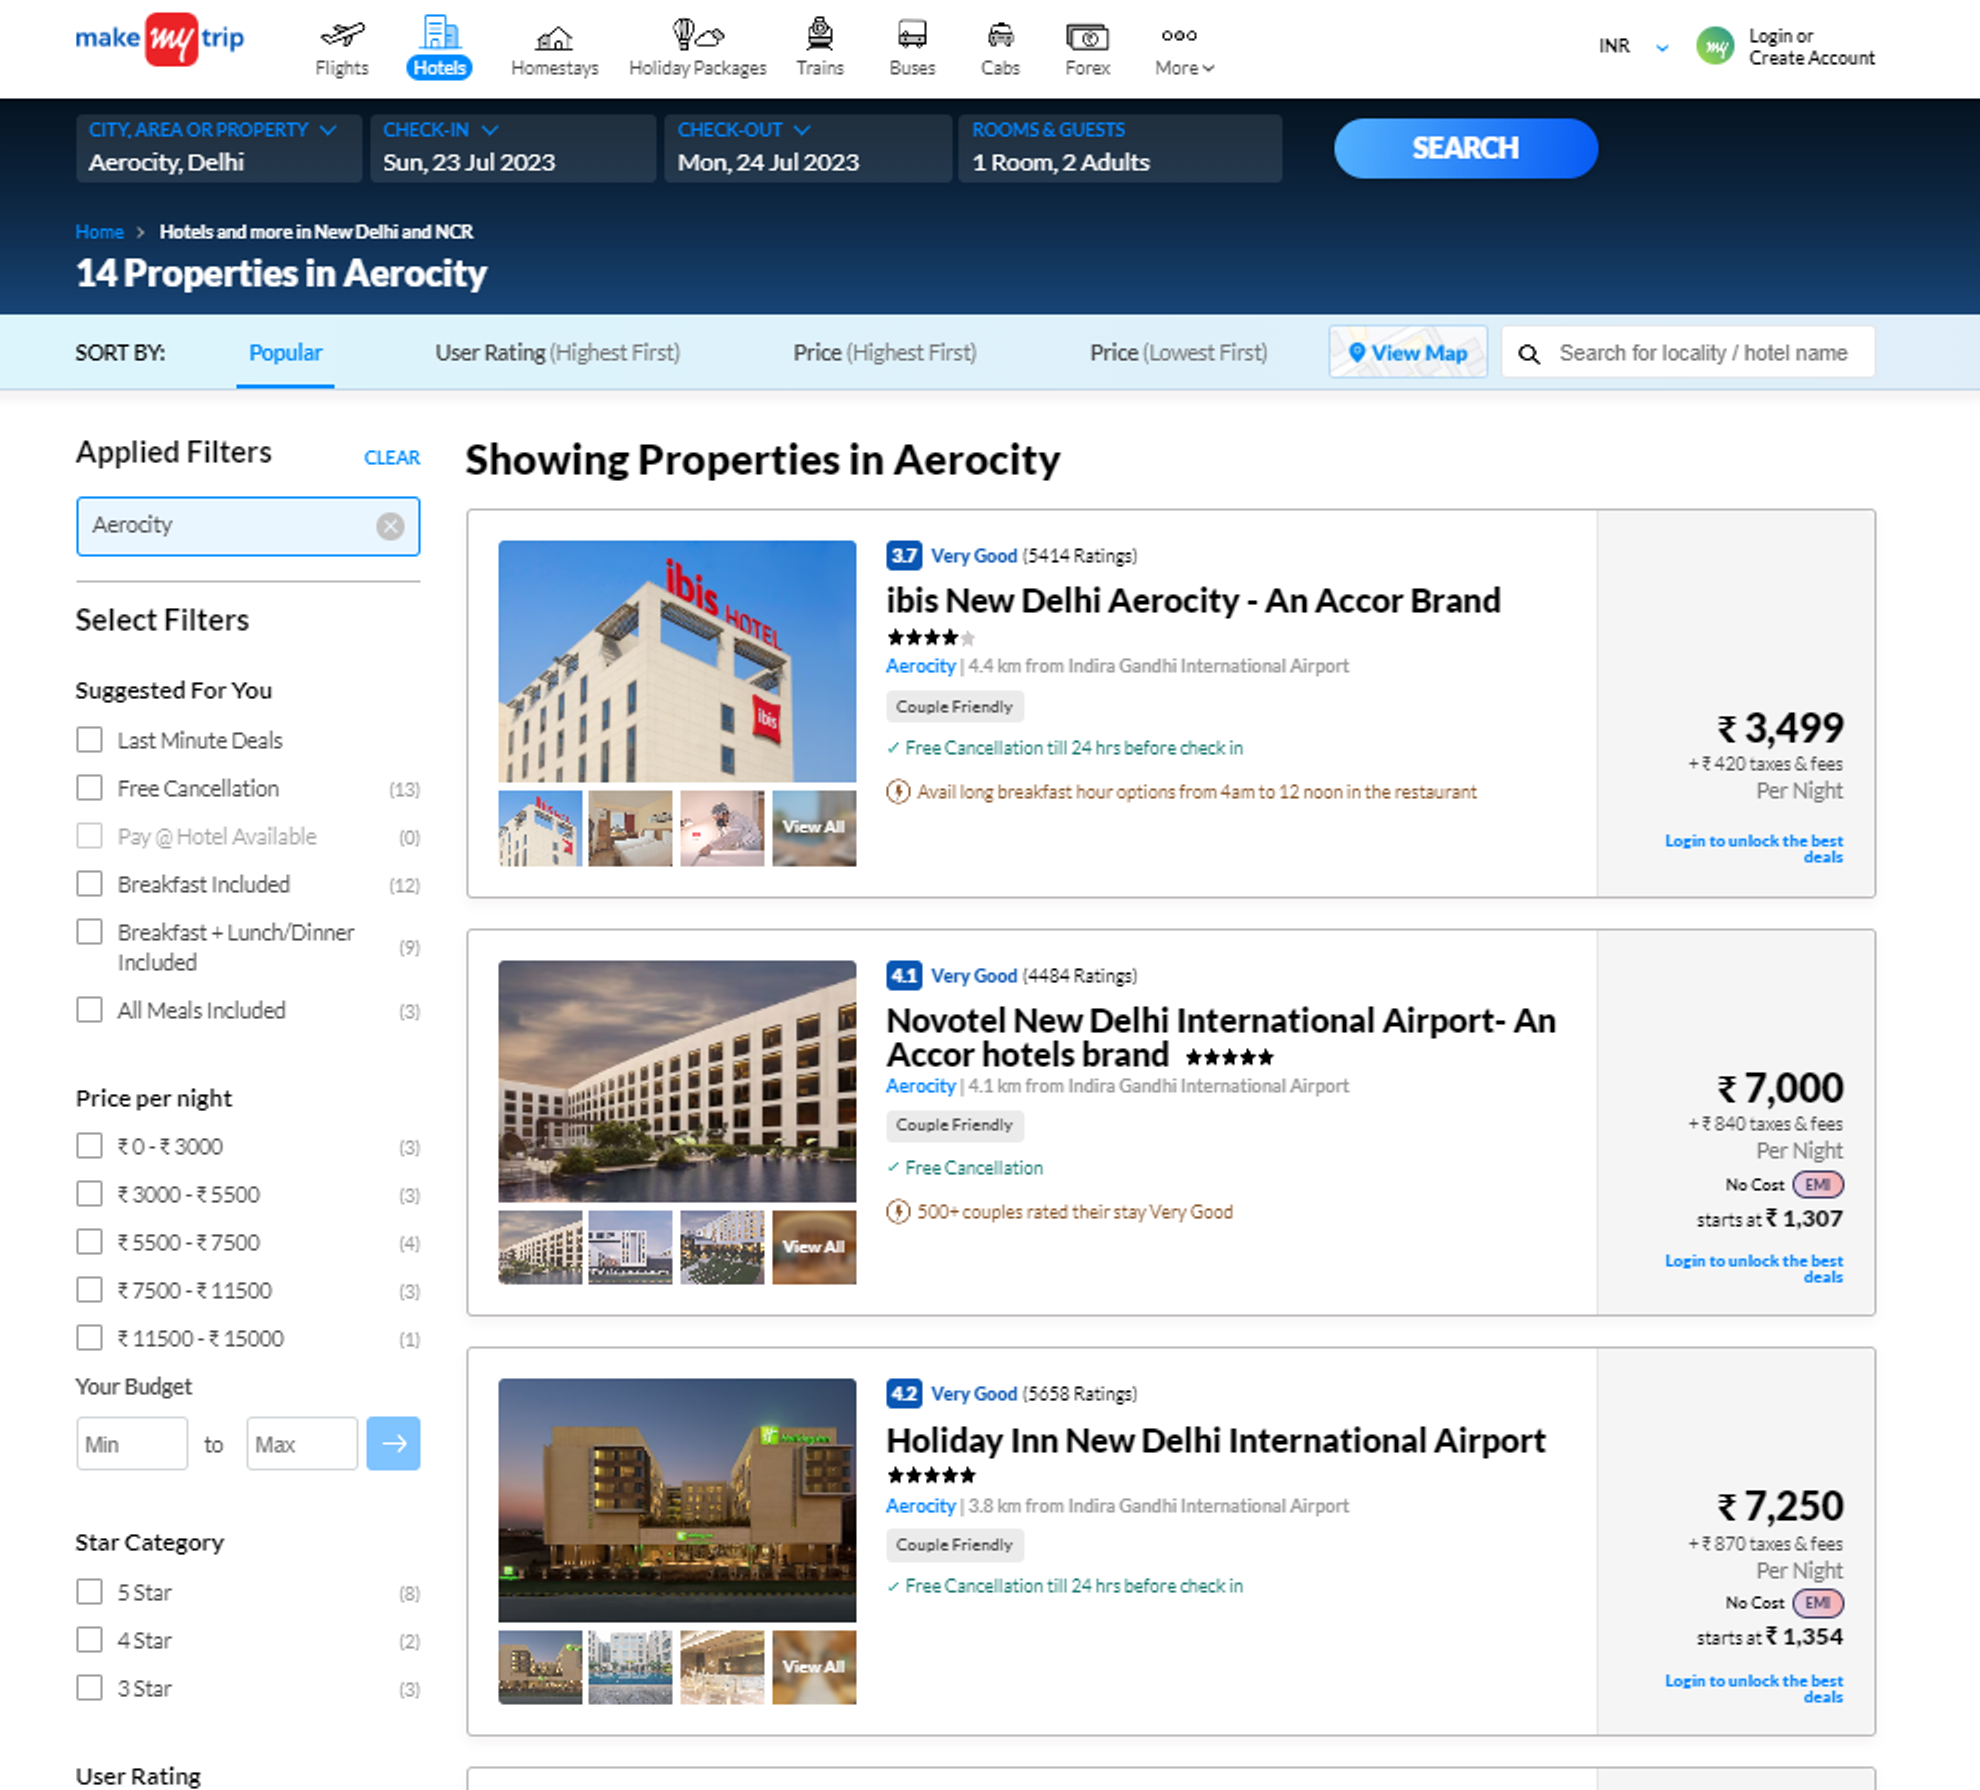 make my trip
Flights
Hotels
Homestays
Holiday Packages
Trains
Buses
Cabs
Forex
More
INR
my
Login or
Create Account
CITY, AREA OR PROPERTY
Aerocity, Delhi
CHECK-IN
Sun, 23 Jul 2023
CHECK-OUT
Mon, 24 Jul 2023
ROOMS & GUESTS
1 Room, 2 Adults
SEARCH
Home > Hotels and more in New Delhi and NCR
14 Properties in Aerocity
SORT BY:
Popular
User Rating (Highest First)
Price (Highest First)
Price (Lowest First)
View Map
Search for locality / hotel name
Applied Filters
CLEAR
Aerocity
Select Filters
Suggested For You
Last Minute Deals
Free Cancellation (13)
Pay @ Hotel Available (0)
Breakfast Included (12)
Breakfast + Lunch/Dinner
Included (9)
All Meals Included (3)
Price per night
₹ 0 - ₹ 3000 (3)
₹ 3000 - ₹ 5500 (3)
₹ 5500 - ₹ 7500 (4)
₹ 7500 - ₹ 11500 (3)
₹ 11500 - ₹ 15000 (1)
Your Budget
Min to Max
Star Category
5 Star (8)
4 Star (2)
3 Star (3)
User Rating
Showing Properties in Aerocity
ibis HOTEL
ibis
View All
3.7 Very Good (5414 Ratings)
ibis New Delhi Aerocity - An Accor Brand
Aerocity | 4.4 km from Indira Gandhi International Airport
Couple Friendly
✓ Free Cancellation till 24 hrs before check in
Avail long breakfast hour options from 4am to 12 noon in the restaurant
₹ 3,499
+ ₹ 420 taxes & fees
Per Night
Login to unlock the best
deals
View All
4.1 Very Good (4484 Ratings)
Novotel New Delhi International Airport- An
Accor hotels brand
Aerocity | 4.1 km from Indira Gandhi International Airport
Couple Friendly
✓ Free Cancellation
500+ couples rated their stay Very Good
₹ 7,000
+ ₹ 840 taxes & fees
Per Night
No Cost EMI
starts at ₹ 1,307
Login to unlock the best
deals
Holiday Inn
View All
4.2 Very Good (5658 Ratings)
Holiday Inn New Delhi International Airport
Aerocity | 3.8 km from Indira Gandhi International Airport
Couple Friendly
✓ Free Cancellation till 24 hrs before check in
₹ 7,250
+ ₹ 870 taxes & fees
Per Night
No Cost EMI
starts at ₹ 1,354
Login to unlock the best
deals